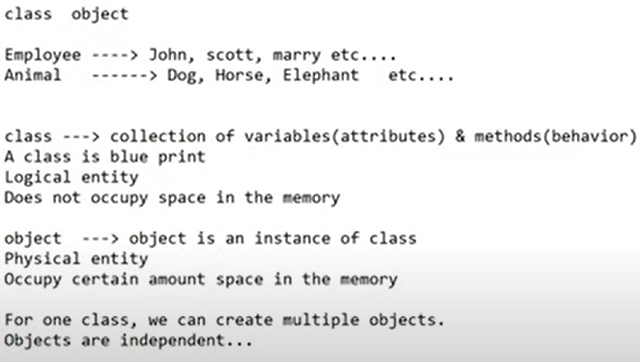 class  object
Employee ----> John, scott, marry etc....
Animal   ------> Dog, Horse, Elephant   etc....
class ---> collection of variables(attributes) & methods(behavior)
A class is blue print
Logical entity
Does not occupy space in the memory
object  ---> object is an instance of class
Physical entity
Occupy certain amount space in the memory
For one class, we can create multiple objects.
Objects are independent...